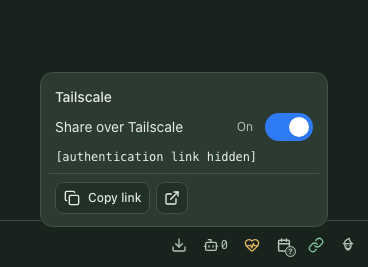 Tailscale
Share over Tailscale On
[authentication link hidden]
Copy link
0
?